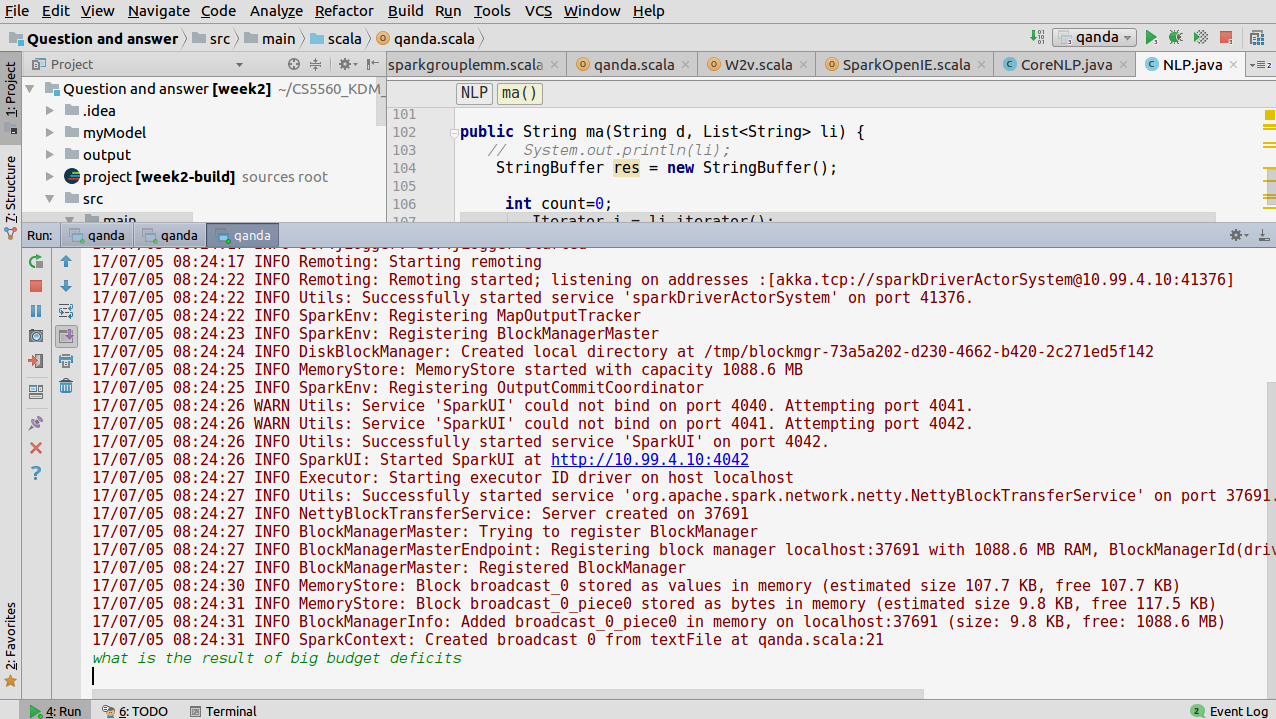 File Edit View Navigate Code Analyze Refactor Build Run Tools VCS Window Help
Question and answer src main scala qanda.scala qanda
1: Project
Project
sparkgrouplemm.scala qanda.scala W2v.scala SparkOpenIE.scala CoreNLP.java NLP.java
Question and answer [week2] ~/CS5560_KDM_
.idea
myModel
output
project [week2-build] sources root
src
main
7: Structure
NLP ma()
101
102 public String ma(String d, List<String> li) {
103 // System.out.println(li);
104 StringBuffer res = new StringBuffer();
105
106 int count=0;
107 Iterator i = li.iterator();
Run: qanda qanda qanda
17/07/05 08:24:17 INFO Remoting: Starting remoting
17/07/05 08:24:22 INFO Remoting: Remoting started; listening on addresses :[akka.tcp://sparkDriverActorSystem@10.99.4.10:41376]
17/07/05 08:24:22 INFO Utils: Successfully started service 'sparkDriverActorSystem' on port 41376.
17/07/05 08:24:22 INFO SparkEnv: Registering MapOutputTracker
17/07/05 08:24:23 INFO SparkEnv: Registering BlockManagerMaster
17/07/05 08:24:24 INFO DiskBlockManager: Created local directory at /tmp/blockmgr-73a5a202-d230-4662-b420-2c271ed5f142
17/07/05 08:24:25 INFO MemoryStore: MemoryStore started with capacity 1088.6 MB
17/07/05 08:24:25 INFO SparkEnv: Registering OutputCommitCoordinator
17/07/05 08:24:26 WARN Utils: Service 'SparkUI' could not bind on port 4040. Attempting port 4041.
17/07/05 08:24:26 WARN Utils: Service 'SparkUI' could not bind on port 4041. Attempting port 4042.
17/07/05 08:24:26 INFO Utils: Successfully started service 'SparkUI' on port 4042.
17/07/05 08:24:26 INFO SparkUI: Started SparkUI at http://10.99.4.10:4042
17/07/05 08:24:27 INFO Executor: Starting executor ID driver on host localhost
17/07/05 08:24:27 INFO Utils: Successfully started service 'org.apache.spark.network.netty.NettyBlockTransferService' on port 37691.
17/07/05 08:24:27 INFO NettyBlockTransferService: Server created on 37691
17/07/05 08:24:27 INFO BlockManagerMaster: Trying to register BlockManager
17/07/05 08:24:27 INFO BlockManagerMasterEndpoint: Registering block manager localhost:37691 with 1088.6 MB RAM, BlockManagerId(driv
17/07/05 08:24:27 INFO BlockManagerMaster: Registered BlockManager
17/07/05 08:24:30 INFO MemoryStore: Block broadcast_0 stored as values in memory (estimated size 107.7 KB, free 107.7 KB)
17/07/05 08:24:31 INFO MemoryStore: Block broadcast_0_piece0 stored as bytes in memory (estimated size 9.8 KB, free 117.5 KB)
17/07/05 08:24:31 INFO BlockManagerInfo: Added broadcast_0_piece0 in memory on localhost:37691 (size: 9.8 KB, free: 1088.6 MB)
17/07/05 08:24:31 INFO SparkContext: Created broadcast 0 from textFile at qanda.scala:21
what is the result of big budget deficits
2: Favorites
4: Run 6: TODO Terminal 2 Event Log